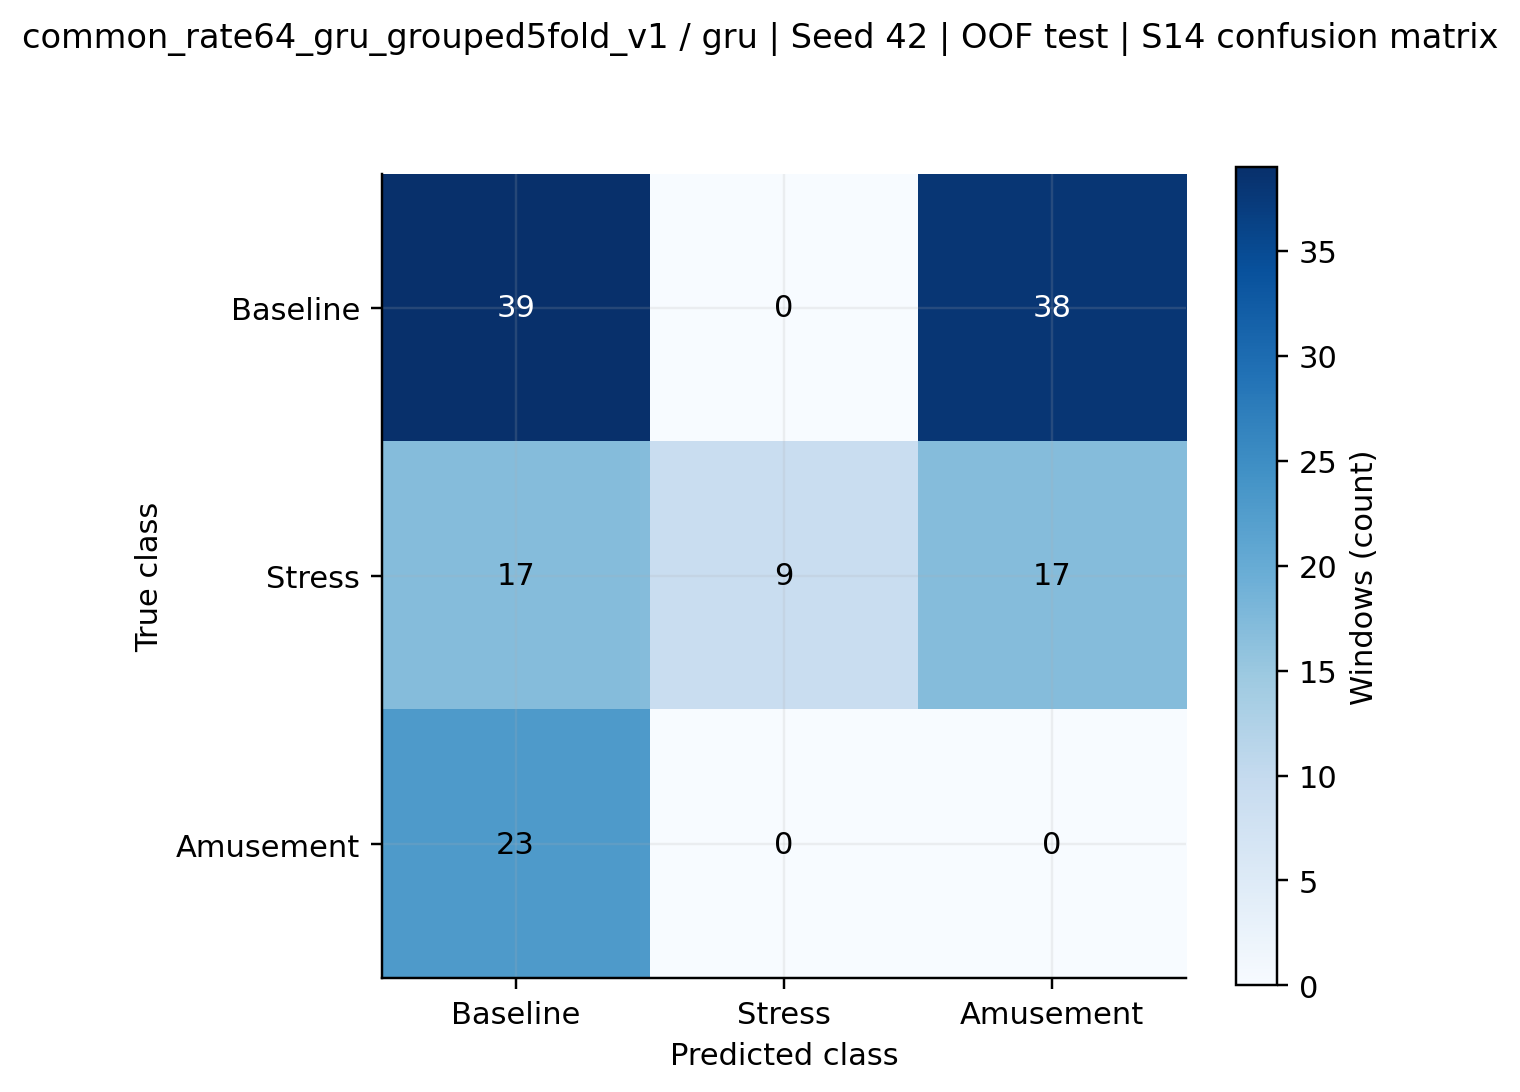 common_rate64_gru_grouped5fold_v1 / gru | Seed 42 | OOF test | S14 confusion matrix
Baseline
39
0
38
Stress
17
9
17
Amusement
23
0
0
Baseline
Stress
Amusement
Predicted class
True class
35
30
25
20
15
10
5
0
Windows (count)